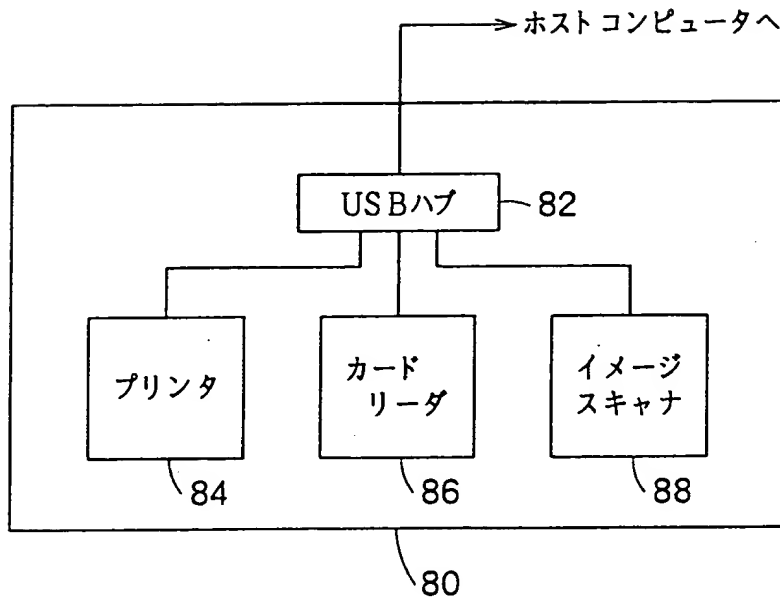 ホスト コンピュータへ
USBハブ
82
プリンタ
84
カード
リーダ
86
イメージ
スキャナ
88
80